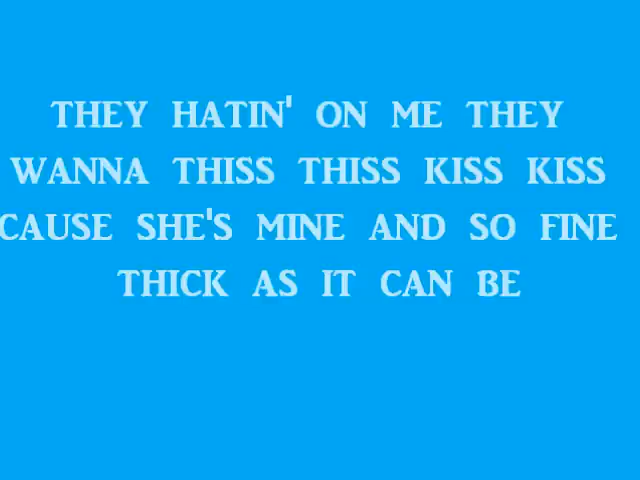 THEY HATIN' ON ME THEY
WANNA THISS THISS KISS KISS
CAUSE SHE'S MINE AND SO FINE
THICK AS IT CAN BE